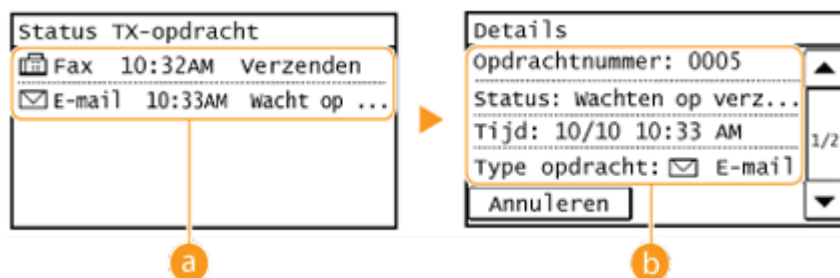 Status TX-opdracht
Fax 10:32AM Verzenden
E-mail 10:33AM Wacht op ...
a
Details
Opdrachtnummer: 0005
Status: Wachten op verz...
Tijd: 10/10 10:33 AM
Type opdracht: E-mail
1/2
Annuleren
b